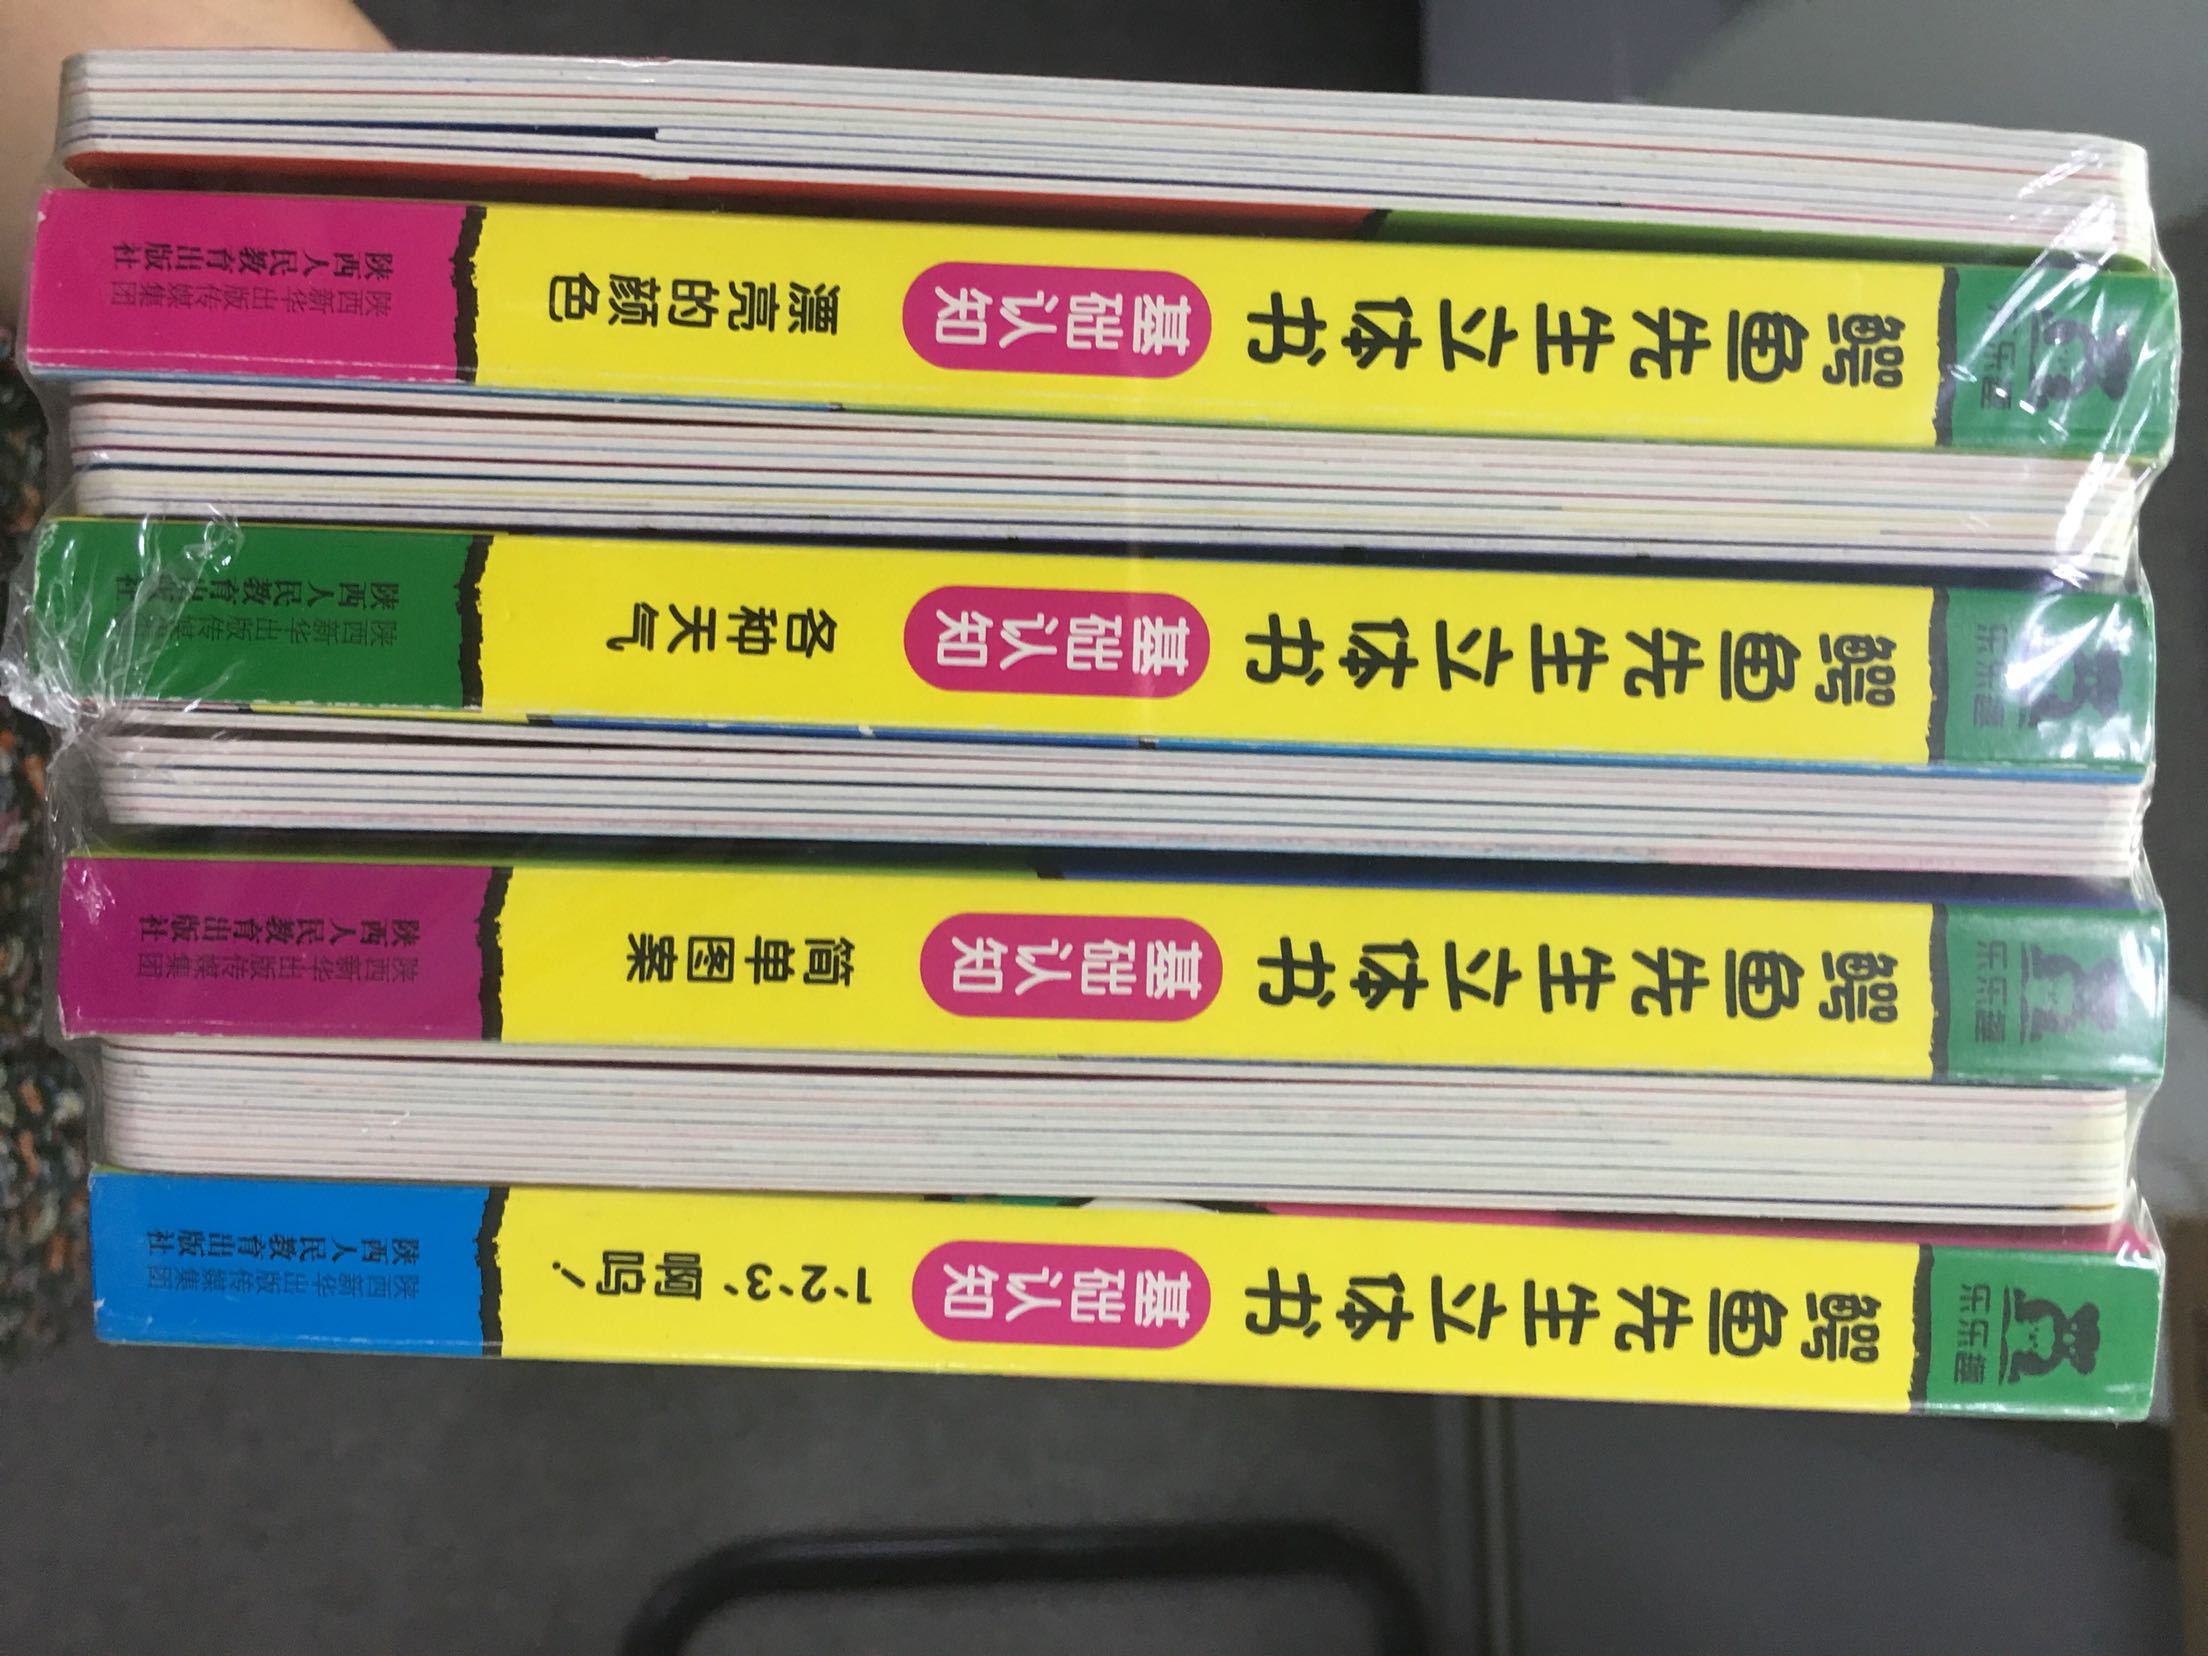 乐乐趣
鳄鱼先生立体书
基础认知
1、2、3，啊呜！
陕西新华出版传媒集团
陕西人民教育出版社
乐乐趣
鳄鱼先生立体书
基础认知
简单图案
陕西新华出版传媒集团
陕西人民教育出版社
乐乐趣
鳄鱼先生立体书
基础认知
各种天气
陕西新华出版传媒集团
陕西人民教育出版社
乐乐趣
鳄鱼先生立体书
基础认知
漂亮的颜色
陕西新华出版传媒集团
陕西人民教育出版社